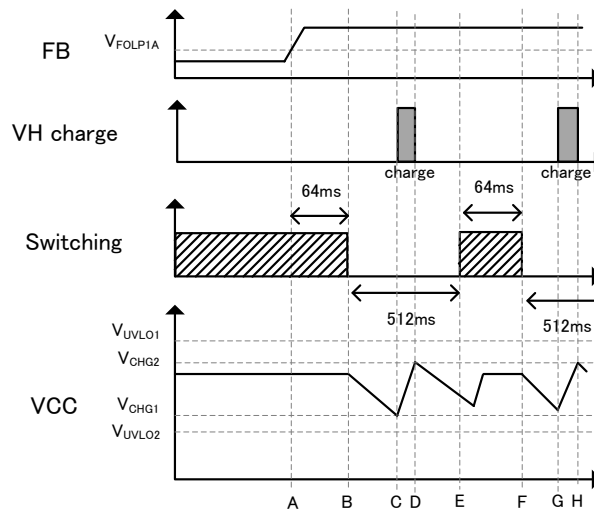 FB
VFOLP1A
VH charge
charge
charge
64ms
64ms
Switching
512ms
512ms
VUVLO1
VCHG2
VCC
VCHG1
VUVLO2
A B C D E F G H